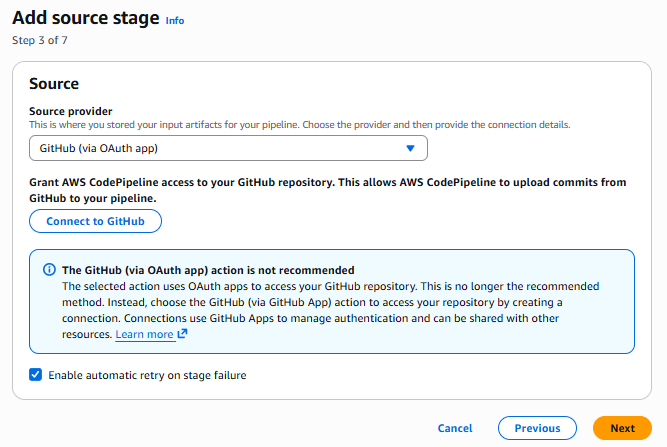 Add source stage Info
Step 3 of 7
Source
Source provider
This is where you stored your input artifacts for your pipeline. Choose the provider and then provide the connection details.
GitHub (via OAuth app)
Grant AWS CodePipeline access to your GitHub repository. This allows AWS CodePipeline to upload commits from
GitHub to your pipeline.
Connect to GitHub
The GitHub (via OAuth app) action is not recommended
The selected action uses OAuth apps to access your GitHub repository. This is no longer the recommended
method. Instead, choose the GitHub (via GitHub App) action to access your repository by creating a
connection. Connections use GitHub Apps to manage authentication and can be shared with other
resources. Learn more
Enable automatic retry on stage failure
Cancel Previous Next